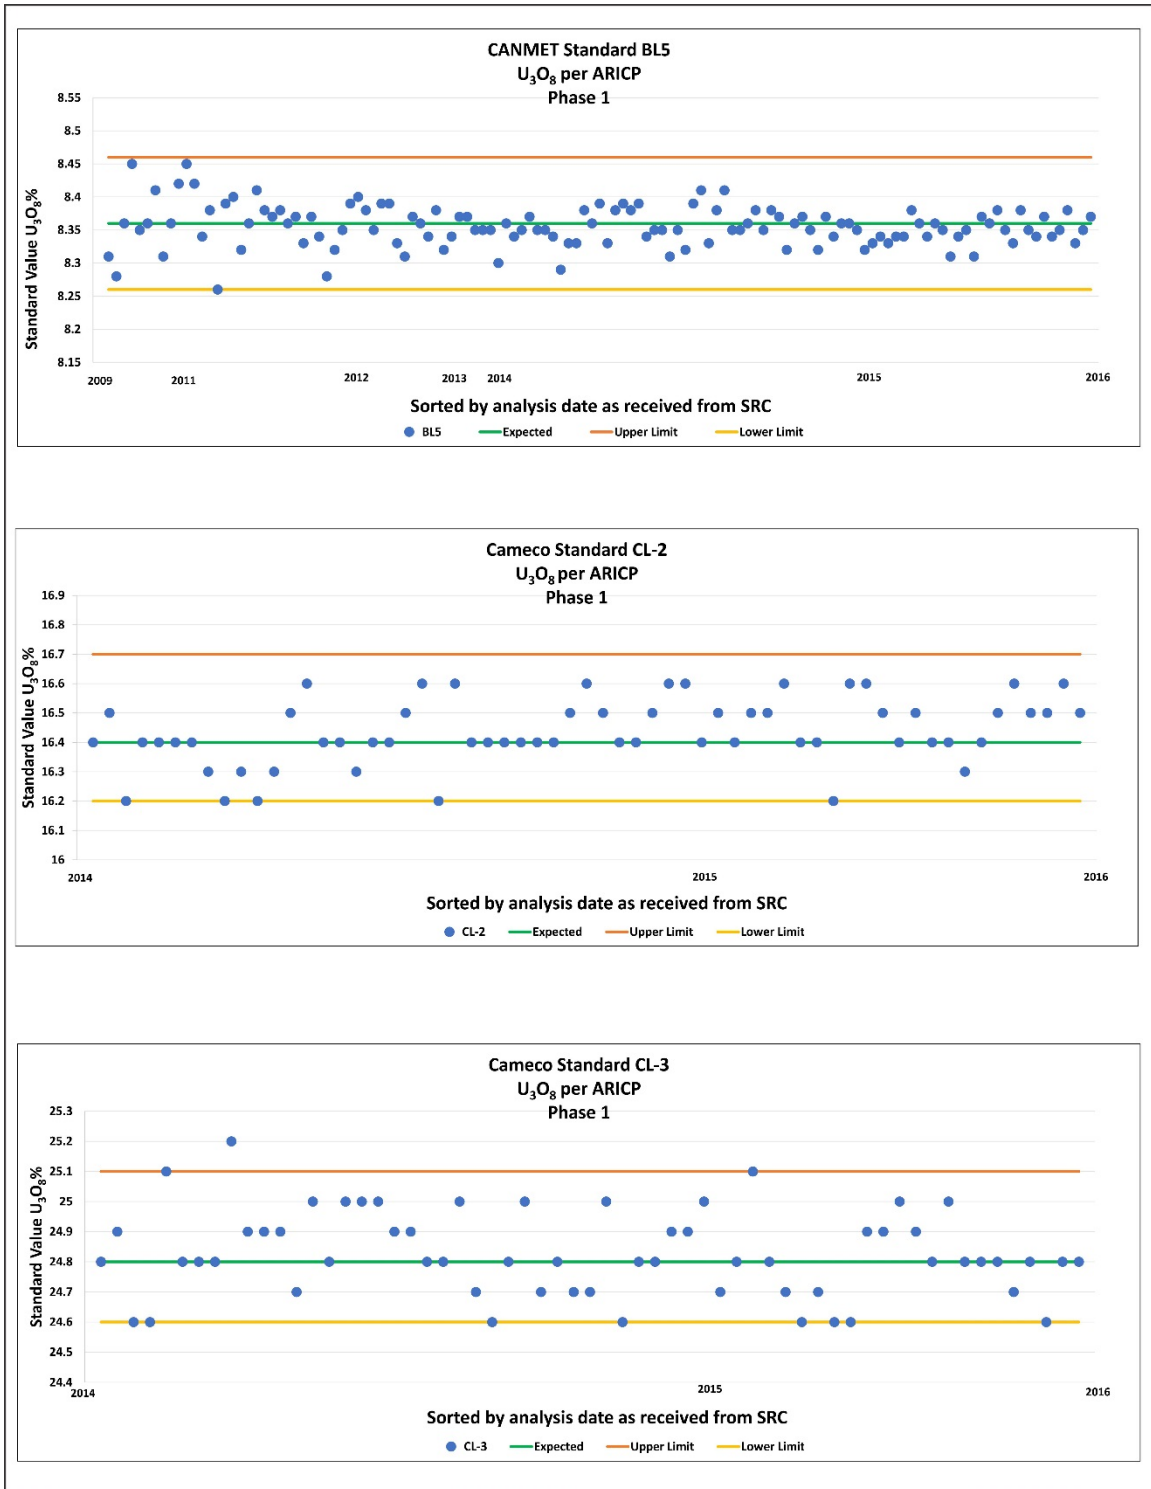 CANMET Standard BL5
U₃O₈ per ARICP
Phase 1
Standard Value U₃O₈%
8.55
8.5
8.45
8.4
8.35
8.3
8.25
8.2
8.15
2009 2011 2012 2013 2014 2015 2016
Sorted by analysis date as received from SRC
BL5 Expected Upper Limit Lower Limit
Cameco Standard CL-2
U₃O₈ per ARICP
Phase 1
Standard Value U₃O₈%
16.9
16.8
16.7
16.6
16.5
16.4
16.3
16.2
16.1
16
2014 2015 2016
Sorted by analysis date as received from SRC
CL-2 Expected Upper Limit Lower Limit
Cameco Standard CL-3
U₃O₈ per ARICP
Phase 1
Standard Value U₃O₈%
25.3
25.2
25.1
25
24.9
24.8
24.7
24.6
24.5
24.4
2014 2015 2016
Sorted by analysis date as received from SRC
CL-3 Expected Upper Limit Lower Limit